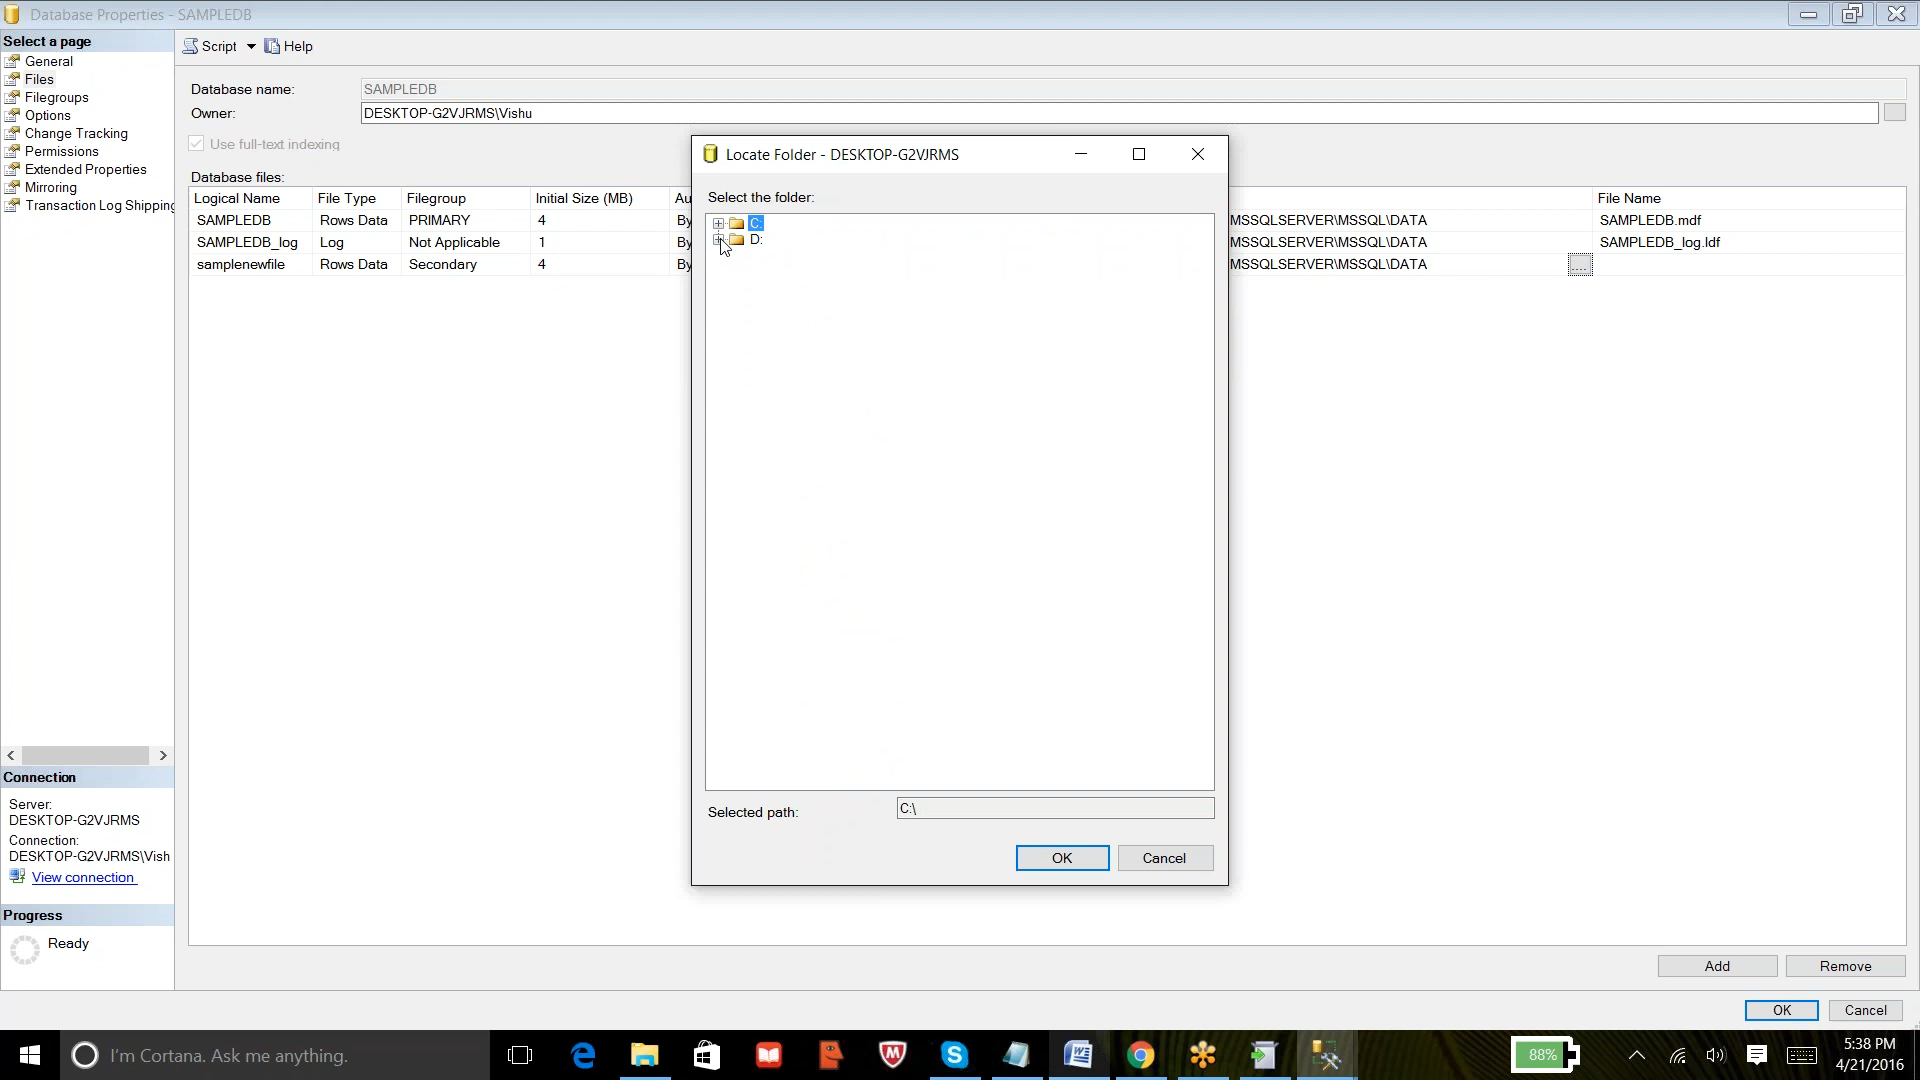 Database Properties - SAMPLEDB
Select a page
General
Files
Filegroups
Options
Change Tracking
Permissions
Extended Properties
Mirroring
Transaction Log Shipping
Script Help
Database name: SAMPLEDB
Owner: DESKTOP-G2VJRMS\Vishu
Use full-text indexing
Database files:
Logical Name File Type Filegroup Initial Size (MB) Au File Name
SAMPLEDB Rows Data PRIMARY 4 By MSSQLSERVER\MSSQL\DATA SAMPLEDB.mdf
SAMPLEDB_log Log Not Applicable 1 By MSSQLSERVER\MSSQL\DATA SAMPLEDB_log.ldf
samplenewfile Rows Data Secondary 4 By MSSQLSERVER\MSSQL\DATA ....
Locate Folder - DESKTOP-G2VJRMS
Select the folder:
C:
D:
Selected path: C:\
OK Cancel
Connection
Server:
DESKTOP-G2VJRMS
Connection:
DESKTOP-G2VJRMS\Vish
View connection
Progress
Ready
Add Remove
OK Cancel
I'm Cortana. Ask me anything.
88%
5:38 PM
4/21/2016